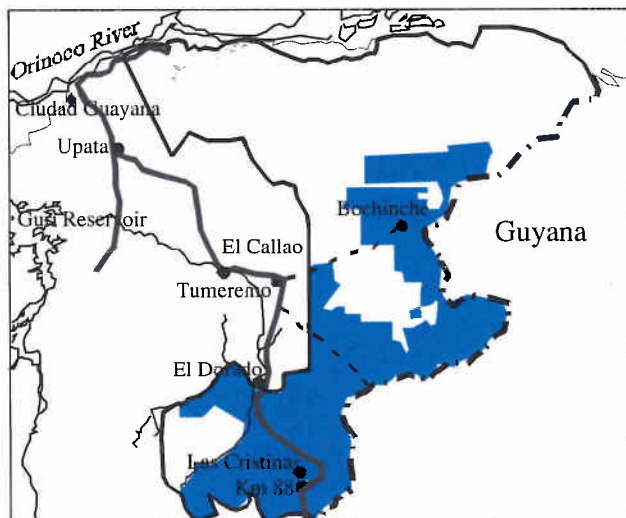 Orinoco River
Ciudad Guayana
Upata
Bochinche
Guri Reservoir
Guyana
El Callao
Tumeremo
El Dorado
Las Cristinas
Km 88